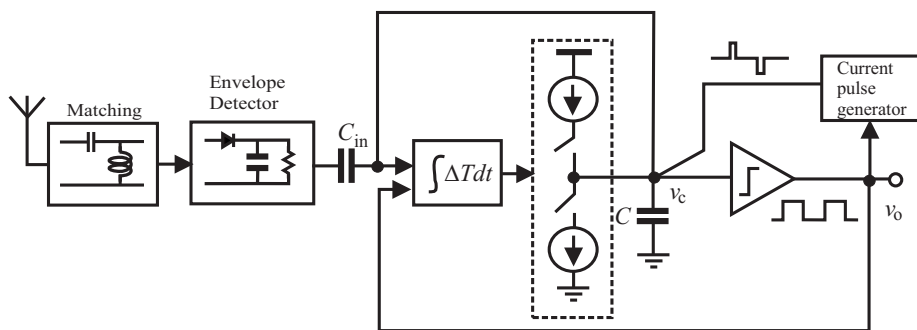 Matching
Envelope
Detector
C_in
∫ΔTdt
C
v_c
Current
pulse
generator
v_o